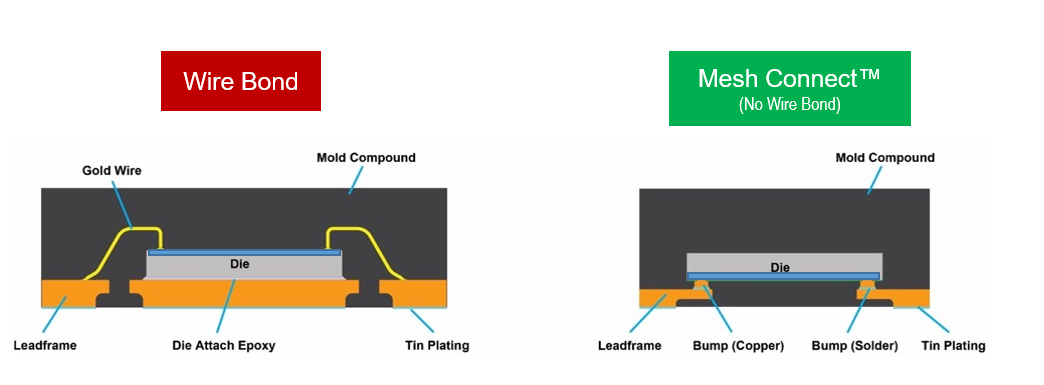 Wire Bond
Mesh Connect™
(No Wire Bond)
Gold Wire
Mold Compound
Die
Leadframe
Die Attach Epoxy
Tin Plating
Mold Compound
Die
Leadframe
Bump (Copper)
Bump (Solder)
Tin Plating